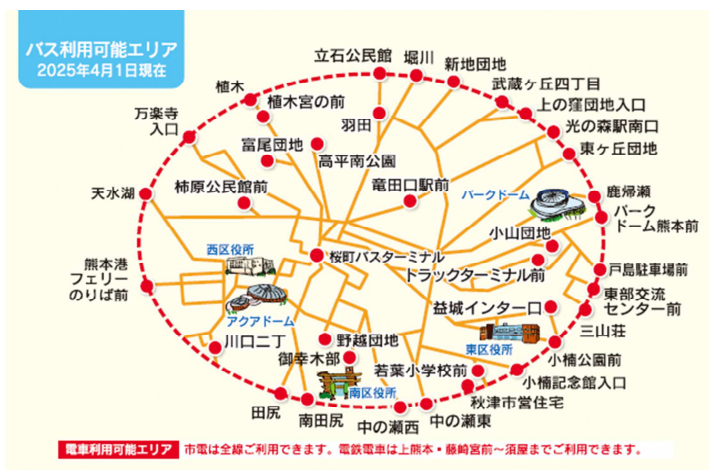 バス利用可能エリア
2025年4月1日現在
立石公民館
堀川
新地団地
武蔵ヶ丘四丁目
上の窪団地入口
光の森駅南口
東ヶ丘団地
植木
植木宮の前
万楽寺
入口
羽田
富尾団地
高平南公園
天水湖
柿原公民館前
竜田口駅前
パークドーム
鹿帰瀬
パーク
ドーム熊本前
小山団地
西区役所
桜町バスターミナル
トラックターミナル前
戸島駐車場前
熊本港
フェリー
のりば前
東部交流
センター前
アクアドーム
益城インター口
三山荘
川口二丁
野越団地
東区役所
御幸木部
若葉小学校前
小楠公園前
小楠記念館入口
南区役所
秋津市営住宅
田尻
南田尻
中の瀬西
中の瀬東
電車利用可能エリア 市電は全線ご利用できます。電鉄電車は上熊本・藤崎宮前〜須屋までご利用できます。